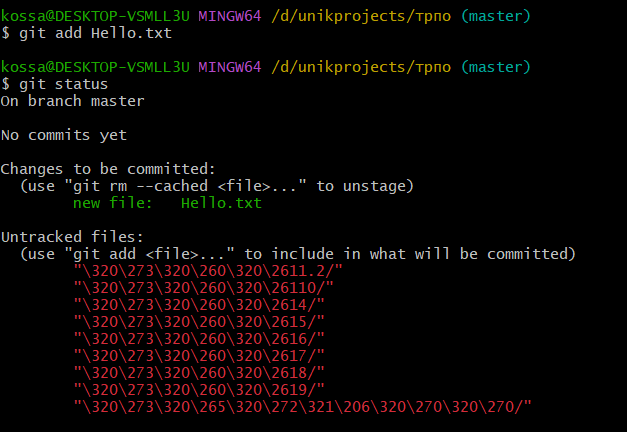 kossa@DESKTOP-VSMLL3U MINGW64 /d/unikprojects/трпо (master)
$ git add Hello.txt
kossa@DESKTOP-VSMLL3U MINGW64 /d/unikprojects/трпо (master)
$ git status
On branch master
No commits yet
Changes to be committed:
(use "git rm --cached <file>..." to unstage)
new file:   Hello.txt
Untracked files:
(use "git add <file>..." to include in what will be committed)
"\320\273\320\260\320\2611.2/"
"\320\273\320\260\320\26110/"
"\320\273\320\260\320\2614/"
"\320\273\320\260\320\2615/"
"\320\273\320\260\320\2616/"
"\320\273\320\260\320\2617/"
"\320\273\320\260\320\2618/"
"\320\273\320\260\320\2619/"
"\320\273\320\265\320\272\321\206\320\270\320\270/"